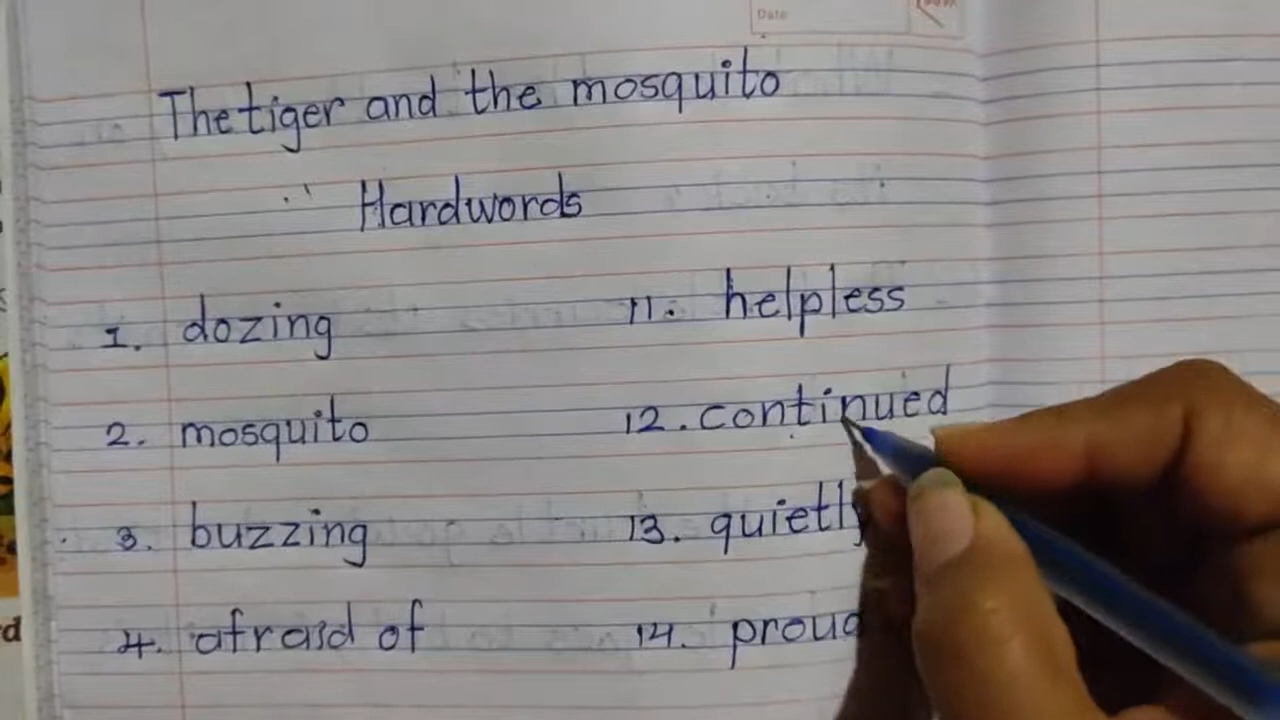 Date
The tiger and the mosquito
Hardwords
1. dozing
2. mosquito
3. buzzing
4. afraid of
11. helpless
12. continued
13. quietly
14. proud